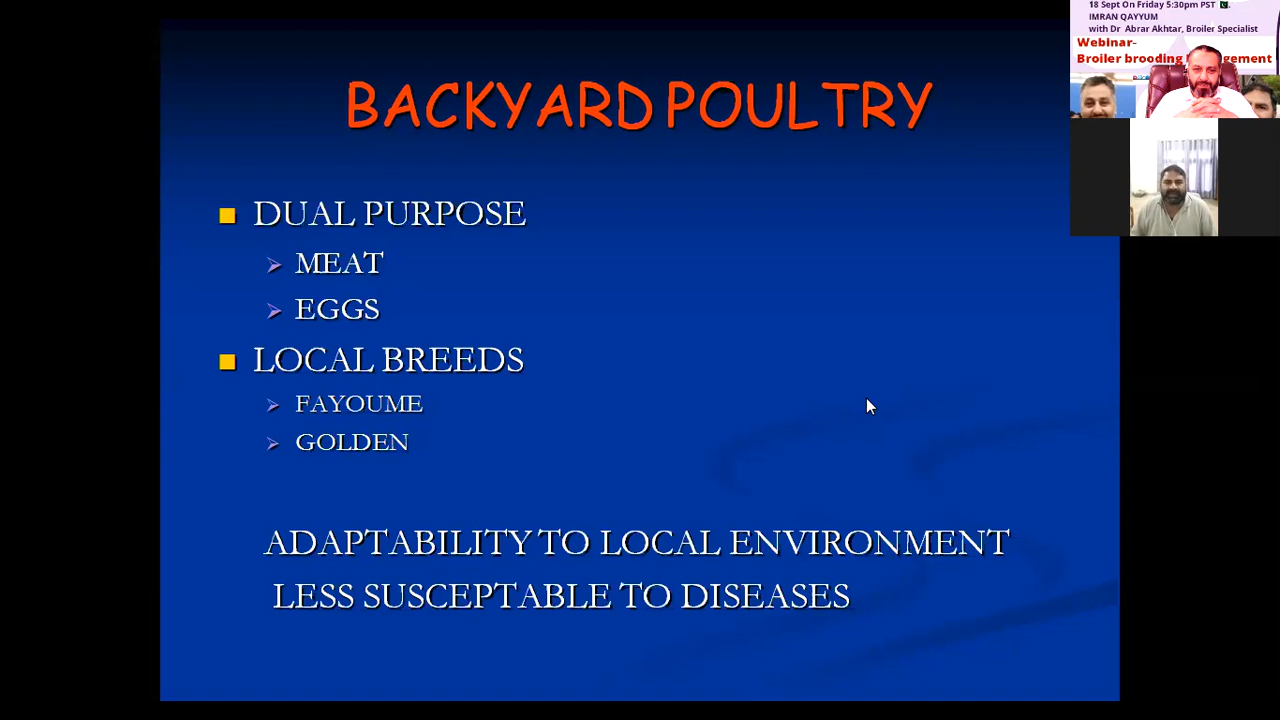 BACKYARD POULTRY
DUAL PURPOSE
MEAT
EGGS
LOCAL BREEDS
FAYOUME
GOLDEN
ADAPTABILITY TO LOCAL ENVIRONMENT
LESS SUSCEPTABLE TO DISEASES
18 Sept On Friday 5:30pm PST
IMRAN QAYYUM
with Dr Abrar Akhtar, Broiler Specialist
Webinar-
Broiler brooding gement